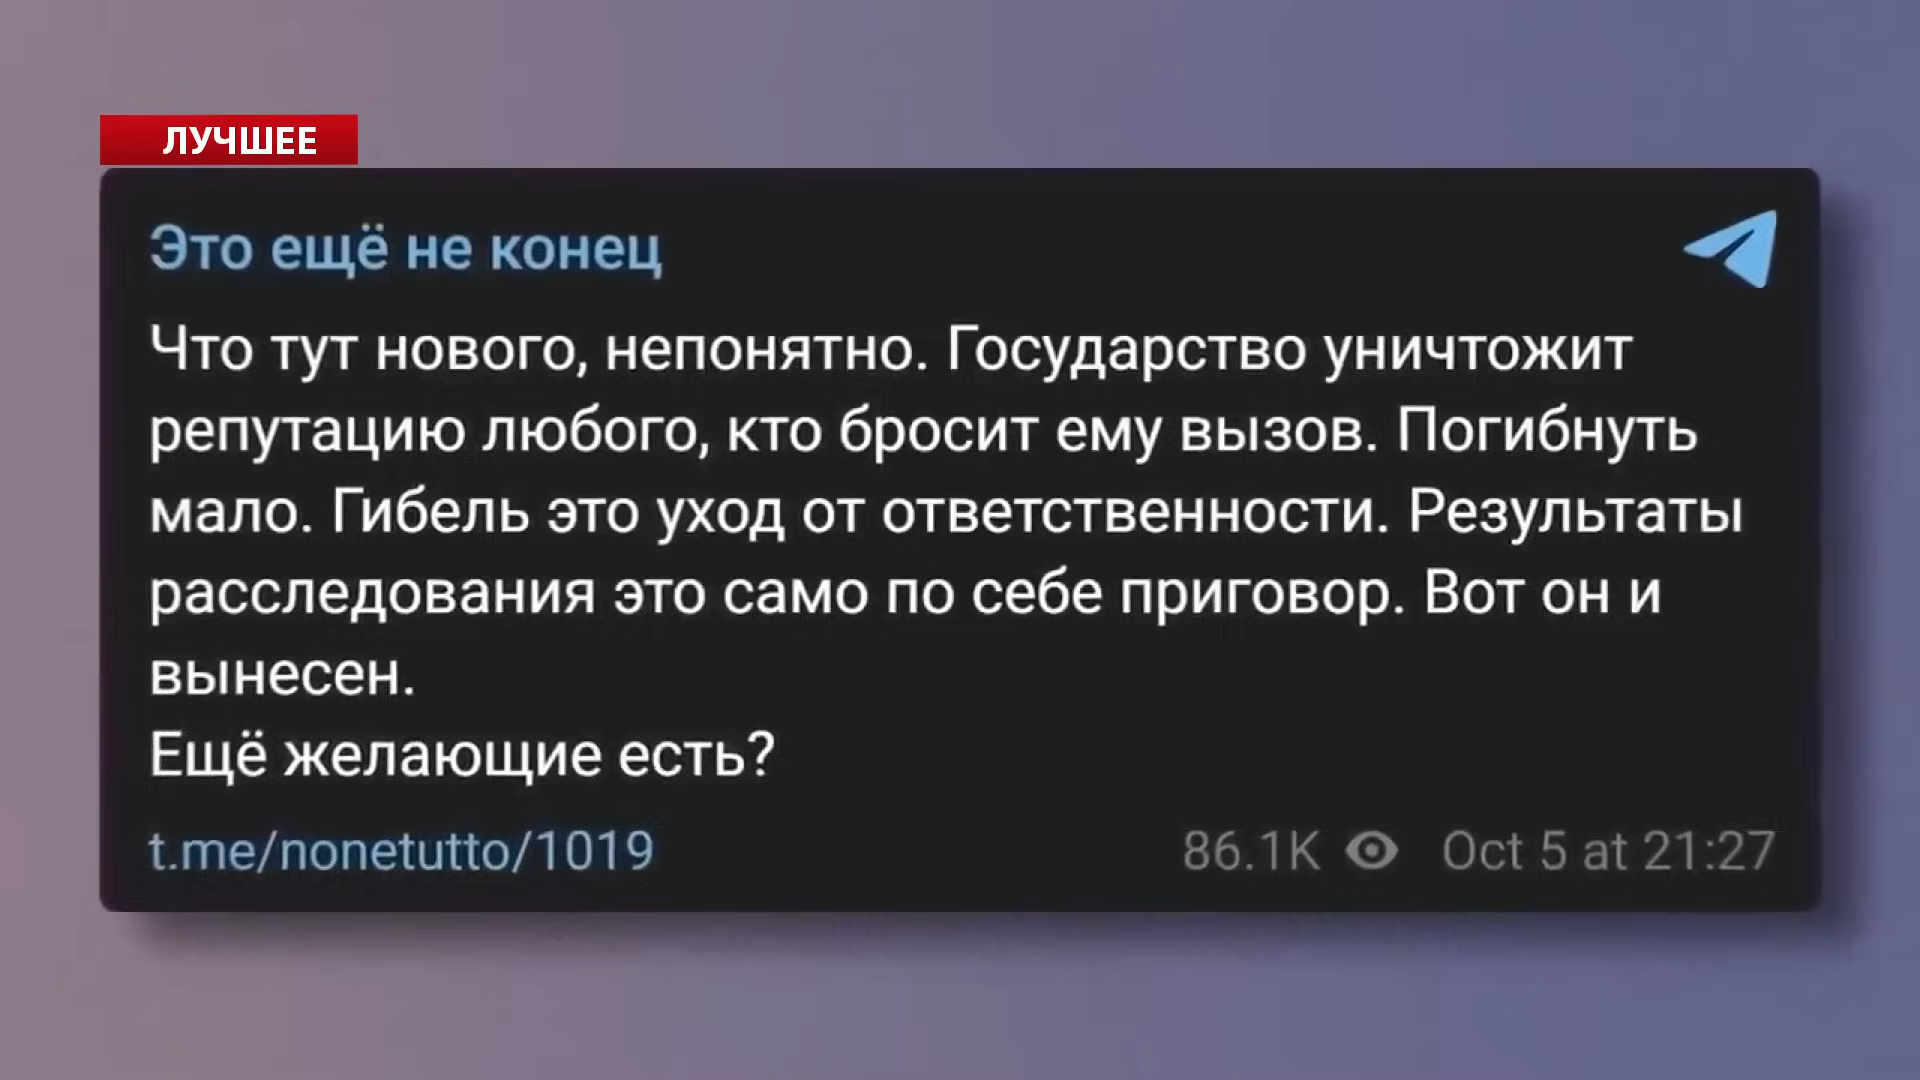 ЛУЧШЕЕ
Это ещё не конец
Что тут нового, непонятно. Государство уничтожит
репутацию любого, кто бросит ему вызов. Погибнуть
мало. Гибель это уход от ответственности. Результаты
расследования это само по себе приговор. Вот он и
вынесен.
Ещё желающие есть?
t.me/nonetutto/1019 86.1K Oct 5 at 21:27